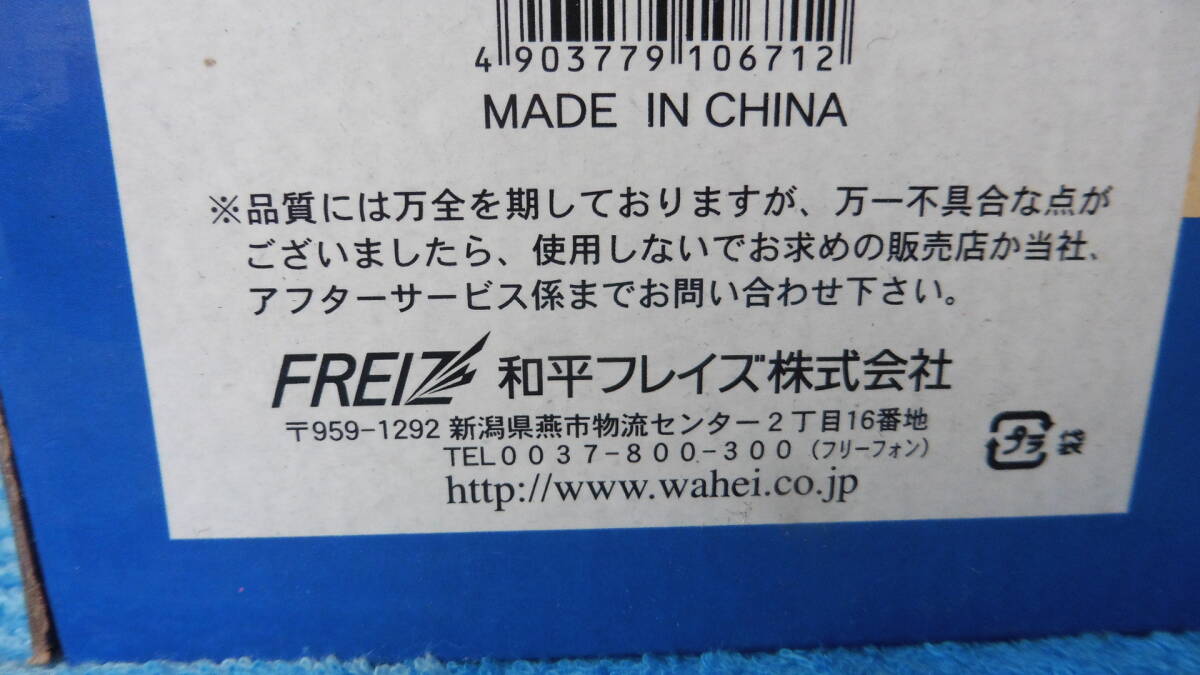 4 903779 106712
MADE IN CHINA
※品質には万全を期しておりますが、万一不具合な点が
ございましたら、使用しないでお求めの販売店か当社、
アフターサービス係までお問い合わせ下さい。
FREIZ 和平フレイズ株式会社
〒959-1292 新潟県燕市物流センター2丁目16番地
TEL0037-800-300(フリーフォン)
http://www.wahei.co.jp
プラ 袋